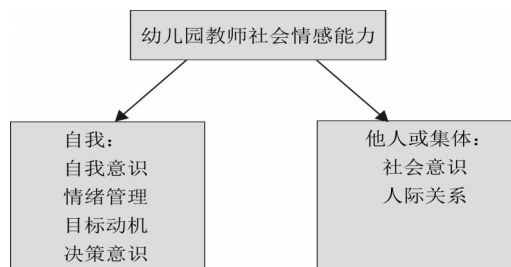 幼儿园教师社会情感能力
自我：
自我意识
情绪管理
目标动机
决策意识
他人或集体：
社会意识
人际关系